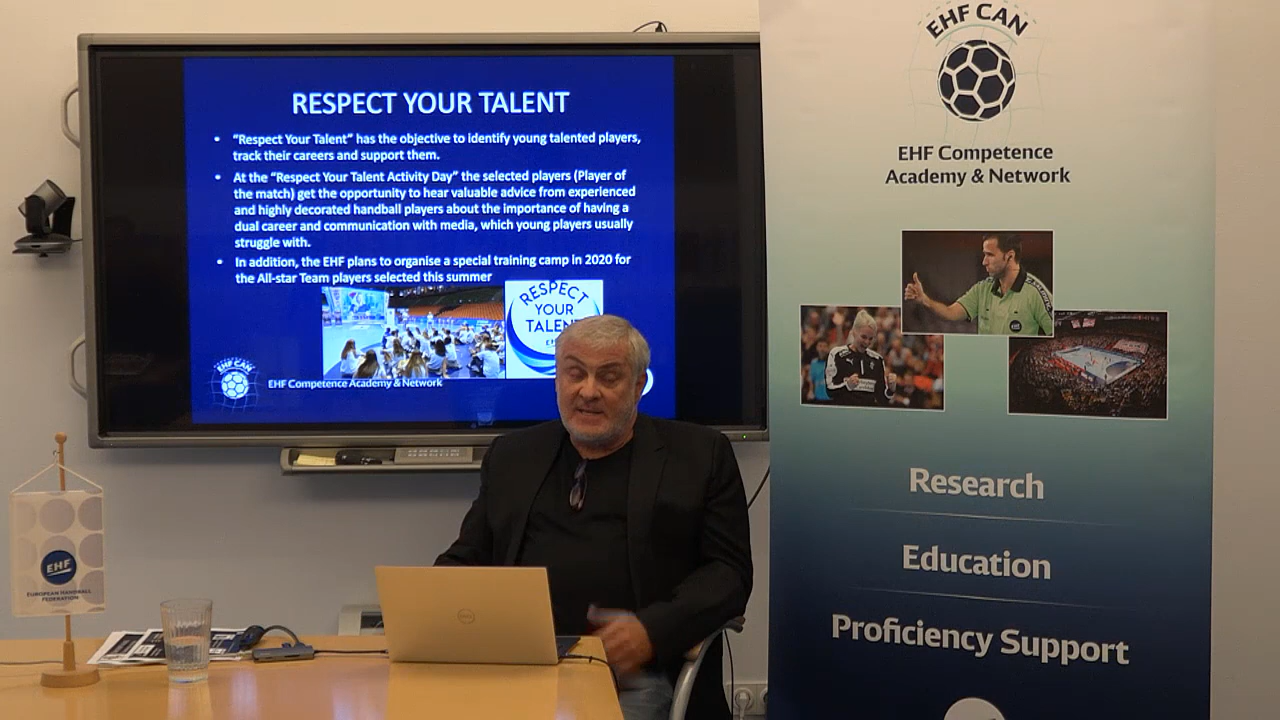 RESPECT YOUR TALENT
• "Respect Your Talent" has the objective to identify young talented players,
track their careers and support them.
• At the "Respect Your Talent Activity Day" the selected players (Player of
the match) get the opportunity to hear valuable advice from experienced
and highly decorated handball players about the importance of having a
dual career and communication with media, which young players usually
struggle with.
• In addition, the EHF plans to organise a special training camp in 2020 for
the All-star Team players selected this summer
RESPECT
YOUR
TALENT
EHF CAN
EHF Competence Academy & Network
EHF
EUROPEAN HANDBALL
FEDERATION
DELL
EHF CAN
EHF Competence
Academy & Network
Research
Education
Proficiency Support